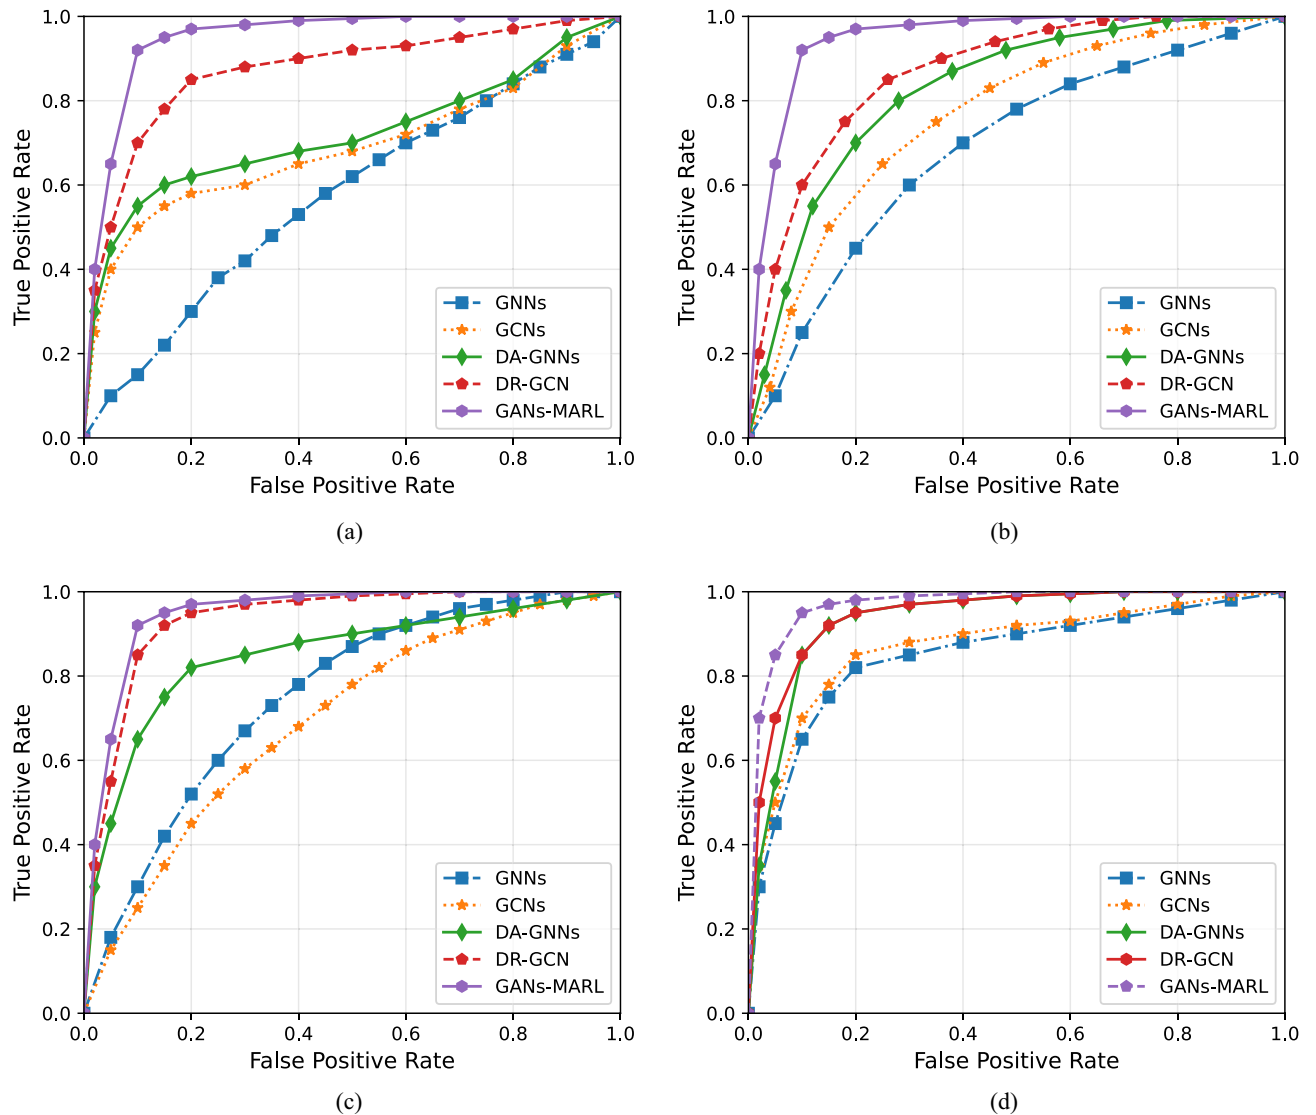 True Positive Rate
1.0
0.8
0.6
0.4
0.2
0.0
GNNs
GCNs
DA-GNNs
DR-GCN
GANs-MARL
0.0 0.2 0.4 0.6 0.8 1.0
False Positive Rate
(a)
True Positive Rate
1.0
0.8
0.6
0.4
0.2
0.0
GNNs
GCNs
DA-GNNs
DR-GCN
GANs-MARL
0.0 0.2 0.4 0.6 0.8 1.0
False Positive Rate
(b)
True Positive Rate
1.0
0.8
0.6
0.4
0.2
0.0
GNNs
GCNs
DA-GNNs
DR-GCN
GANs-MARL
0.0 0.2 0.4 0.6 0.8 1.0
False Positive Rate
(c)
True Positive Rate
1.0
0.8
0.6
0.4
0.2
0.0
GNNs
GCNs
DA-GNNs
DR-GCN
GANs-MARL
0.0 0.2 0.4 0.6 0.8 1.0
False Positive Rate
(d)